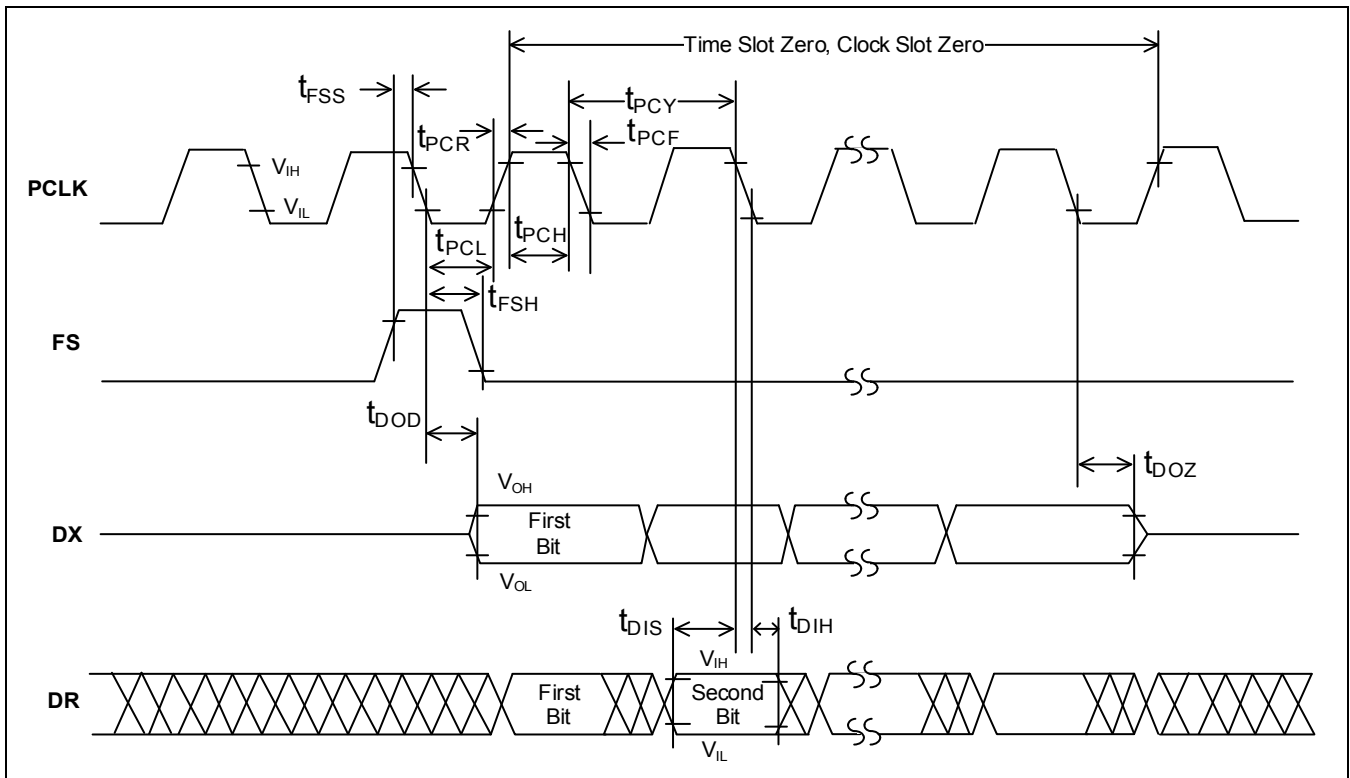 Time Slot Zero, Clock Slot Zero
tFSS
tPCY
tPCR
tPCF
PCLK
VIH
VIL
tPCH
tPCL
tFSH
FS
tDOD
tDOZ
VOH
DX
First
Bit
VOL
tDIS
tDIH
VIH
DR
First
Bit
Second
Bit
VIL